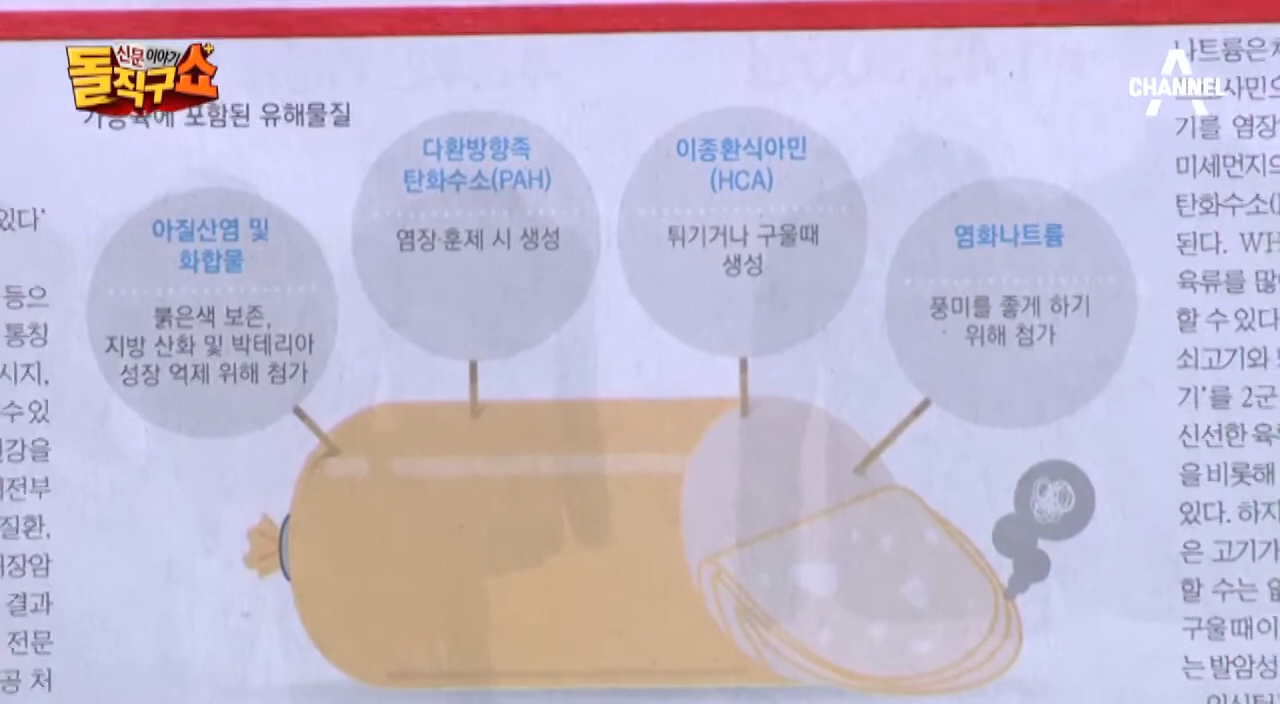 신문이야기
돌직구쇼+
CHANNEL A
가공육에 포함된 유해물질
아질산염 및
화합물
붉은색 보존,
지방 산화 및 박테리아
성장 억제 위해 첨가
다환방향족
탄화수소(PAH)
염장·훈제 시 생성
이종환식아민
(HCA)
튀기거나 구울때
생성
염화나트륨
풍미를 좋게 하기
위해 첨가
있다'
등으
통칭
시지,
수 있
건강을
전부
질환,
장암
결과
전문
공 처
나트륨은
기를 염장
미세먼지으
탄화수소(
된다. WH
육류를 많
할 수 있다
쇠고기와
기'를 2군
신선한 육
을 비롯해
있다. 하지
은 고기가
할 수는 없
구울 때 이
는 발암성